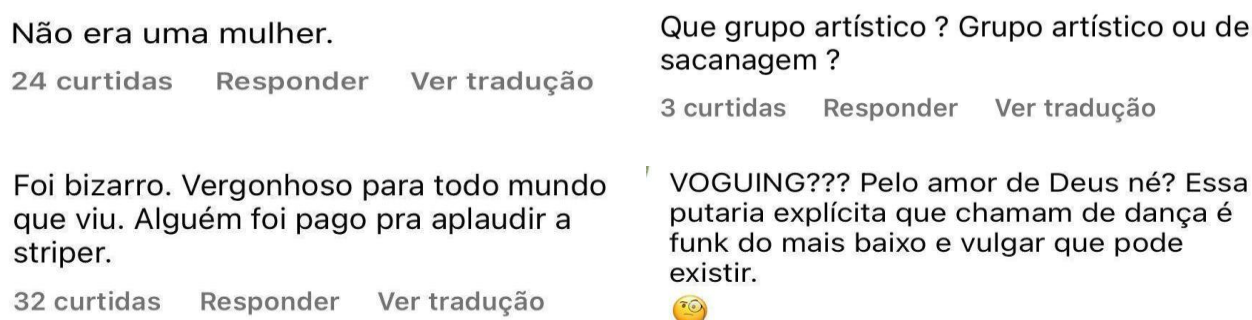 Não era uma mulher.
24 curtidas Responder Ver tradução
Foi bizarro. Vergonhoso para todo mundo
que viu. Alguém foi pago pra aplaudir a
striper.
32 curtidas Responder Ver tradução
Que grupo artístico ? Grupo artístico ou de
sacanagem ?
3 curtidas Responder Ver tradução
VOGUING??? Pelo amor de Deus né? Essa
putaria explícita que chamam de dança é
funk do mais baixo e vulgar que pode
existir.